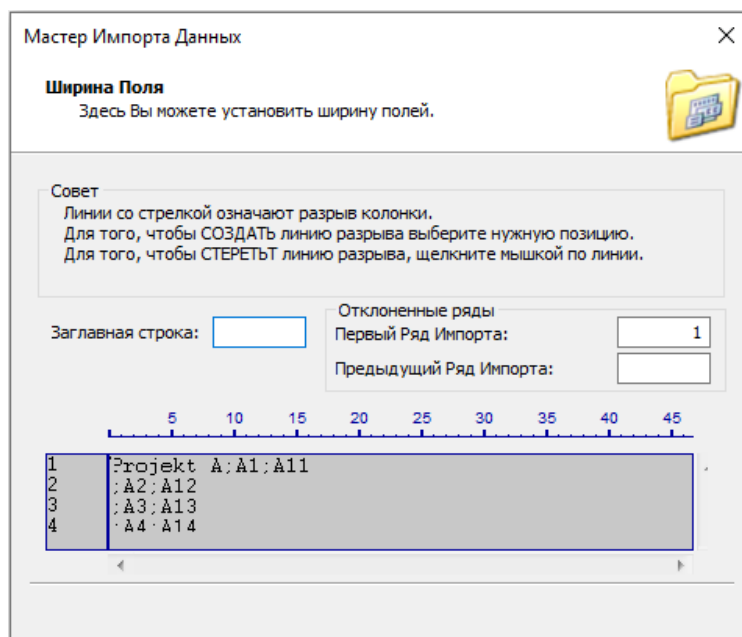 Мастер Импорта Данных
Ширина Поля
Здесь Вы можете установить ширину полей.
Совет
Линии со стрелкой означают разрыв колонки.
Для того, чтобы СОЗДАТЬ линию разрыва выберите нужную позицию.
Для того, чтобы СТЕРЕТЬТ линию разрыва, щелкните мышкой по линии.
Заглавная строка:
Отклоненные ряды
Первый Ряд Импорта: 1
Предыдущий Ряд Импорта:
5 10 15 20 25 30 35 40 45
1 Projekt A;A1;A11
2 ;A2;A12
3 ;A3;A13
4 ;A4;A14